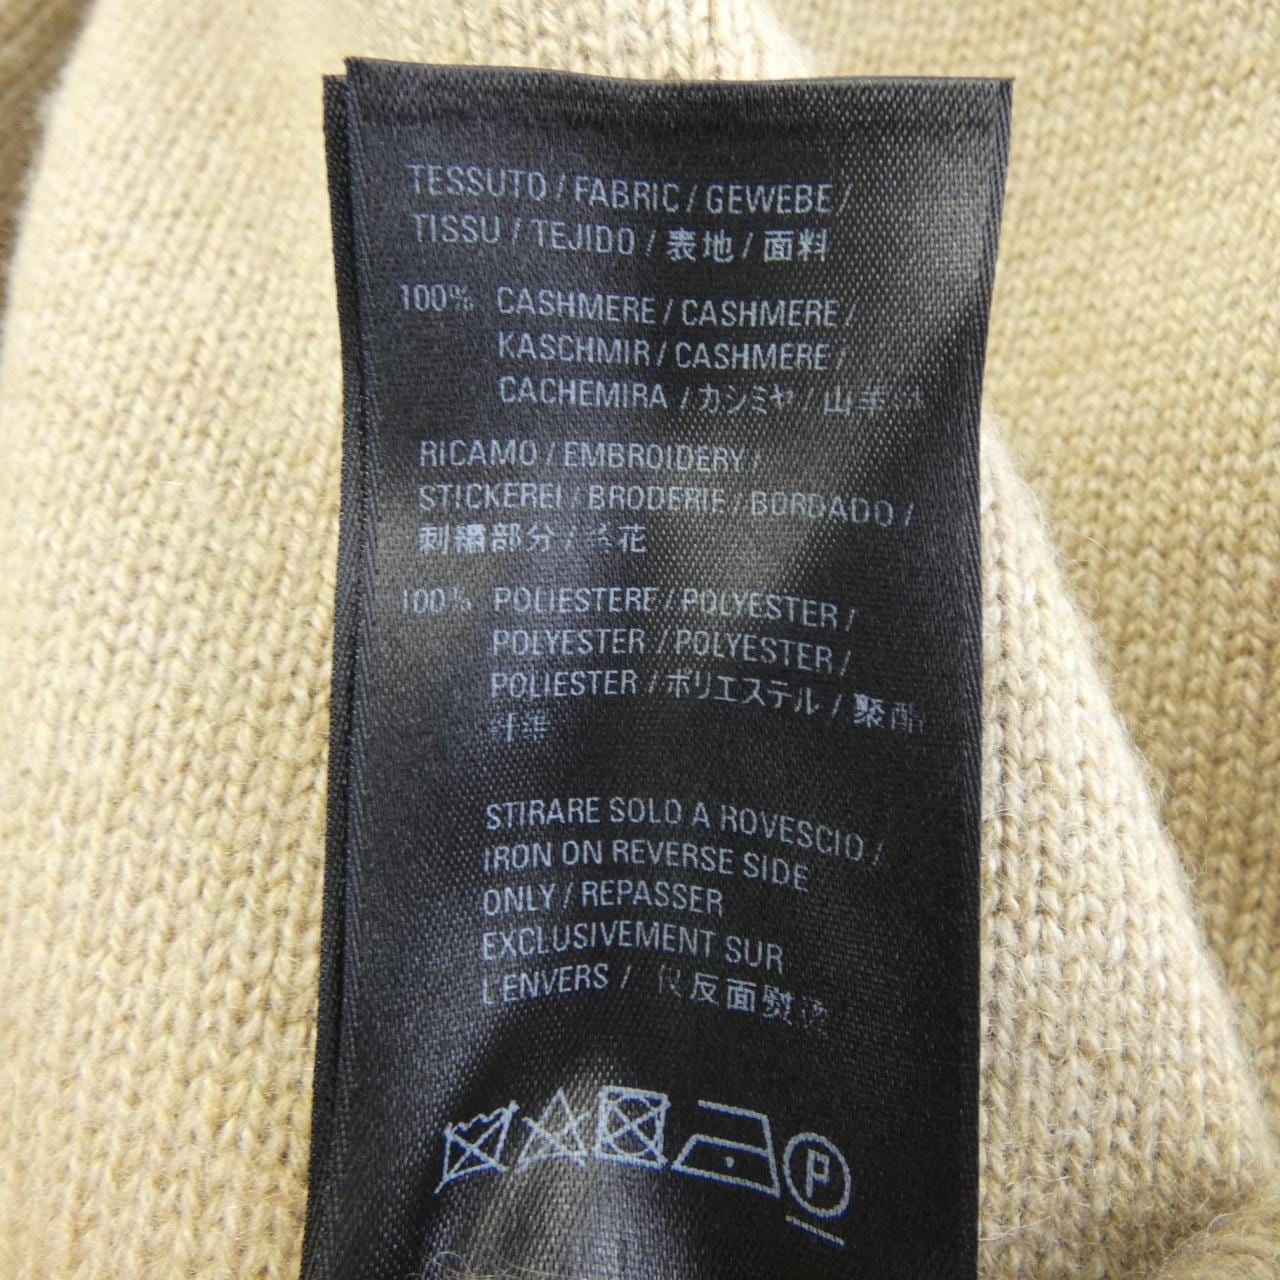 TESSUTO / FABRIC / GEWEBE /
TISSU / TEJIDO / 表地 / 面料
100% CASHMERE / CASHMERE /
KASCHMIR / CASHMERE /
CACHEMIRA / カシミヤ / 山羊绒
RICAMO / EMBROIDERY /
STICKEREI / BRODERIE / BORDADO /
刺繍部分 / 绣花
100% POLIESTERE / POLYESTER /
POLYESTER / POLYESTER /
POLIESTER / ポリエステル / 聚酯
纤维
STIRARE SOLO A ROVESCIO /
IRON ON REVERSE SIDE
ONLY / REPASSER
EXCLUSIVEMENT SUR
L'ENVERS / 仅反面熨烫
P